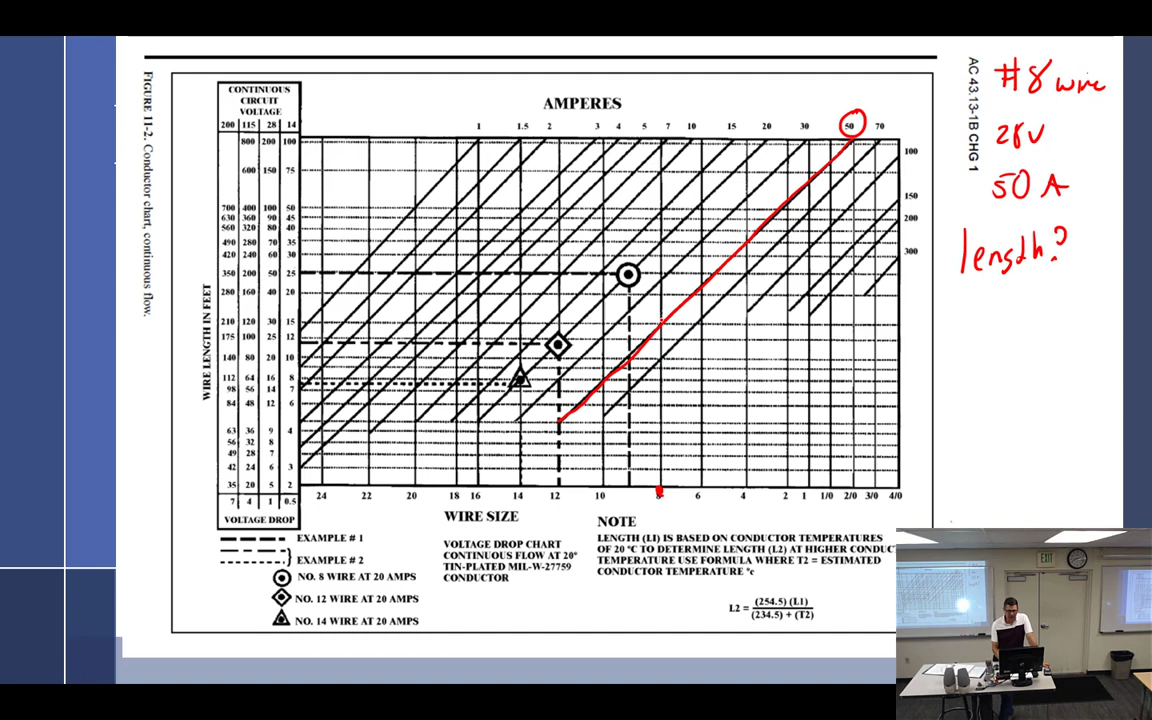 FIGURE 11-2. Conductor chart, continuous flow.
AC 43.13-1B CHG 1
CONTINUOUS
CIRCUIT
VOLTAGE
200 115 28 14
AMPERES
1 1.5 2 3 4 5 7 10 15 20 30 50 70
800 200 100
600 150 75
700 400 100 50
630 360 90 45
560 320 80 40
490 280 70 35
420 240 60 30
350 200 50 25
280 160 40 20
210 120 30 15
175 100 25 12
140 80 20 10
112 64 16 8
98 56 14 7
84 48 12 6
63 36 9 4
56 32 8
49 28 7
42 24 6 3
35 20 5 2
7 4 1 0.5
100
150
200
300
WIRE LENGTH IN FEET
VOLTAGE DROP
24 22 20 18 16 14 12 10 8 6 4 2 1 1/0 2/0 3/0 4/0
WIRE SIZE
EXAMPLE # 1
EXAMPLE # 2
NO. 8 WIRE AT 20 AMPS
NO. 12 WIRE AT 20 AMPS
NO. 14 WIRE AT 20 AMPS
VOLTAGE DROP CHART
CONTINUOUS FLOW AT 20°
TIN-PLATED MIL-W-27759
CONDUCTOR
NOTE
LENGTH (LI) IS BASED ON CONDUCTOR TEMPERATURES
OF 20 °C TO DETERMINE LENGTH (L2) AT HIGHER CONDUC
TEMPERATURE USE FORMULA WHERE T2 = ESTIMATED
CONDUCTOR TEMPERATURE °c
L2 = (254.5) (L1)
(234.5) + (T2)
#8 wire
28V
50 A
length?
EXIT